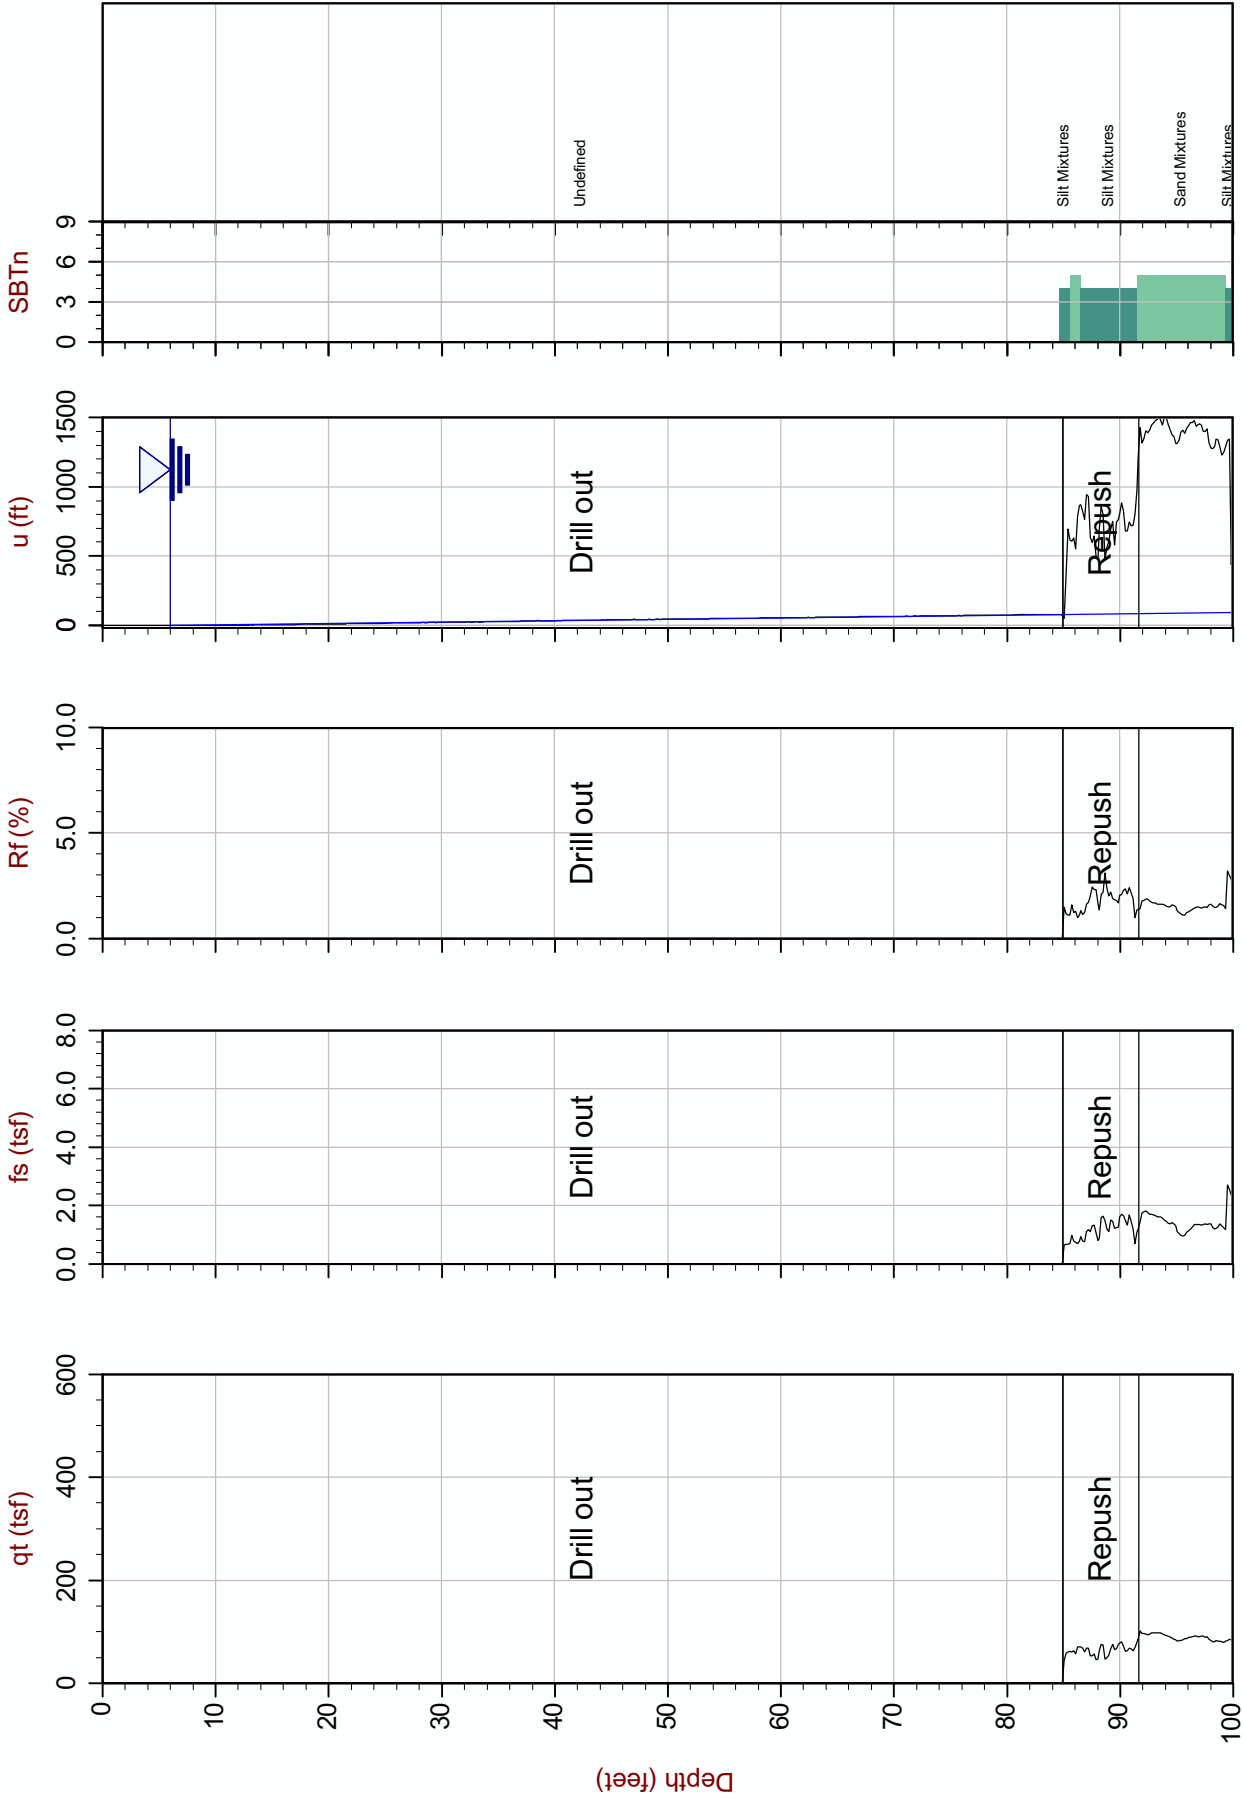 qt (tsf)
fs (tsf)
Rf (%)
u (ft)
SBTn
0
200
400
600
0.0
2.0
4.0
6.0
8.0
0.0
5.0
10.0
0
500
1000
1500
0
3
6
9
Depth (feet)
0
10
20
30
40
50
60
70
80
90
100
Drill out
Drill out
Drill out
Drill out
Undefined
Repush
Repush
Repush
Repush
Silt Mixtures
Silt Mixtures
Sand Mixtures
Silt Mixtures